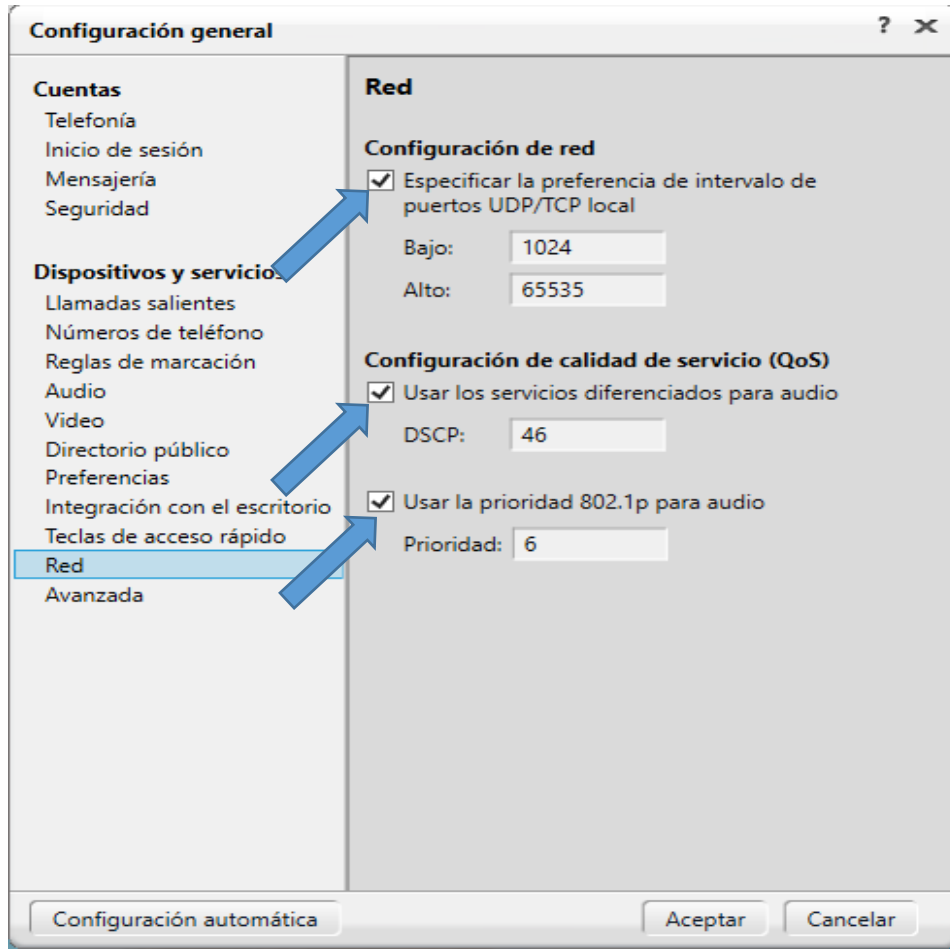 Configuración general
?
Cuentas
Telefonía
Inicio de sesión
Mensajería
Seguridad
Dispositivos y servicios
Llamadas salientes
Números de teléfono
Reglas de marcación
Audio
Video
Directorio público
Preferencias
Integración con el escritorio
Teclas de acceso rápido
Red
Avanzada
Red
Configuración de red
Especificar la preferencia de intervalo de
puertos UDP/TCP local
Bajo: 1024
Alto: 65535
Configuración de calidad de servicio (QoS)
Usar los servicios diferenciados para audio
DSCP: 46
Usar la prioridad 802.1p para audio
Prioridad: 6
Configuración automática
Aceptar
Cancelar